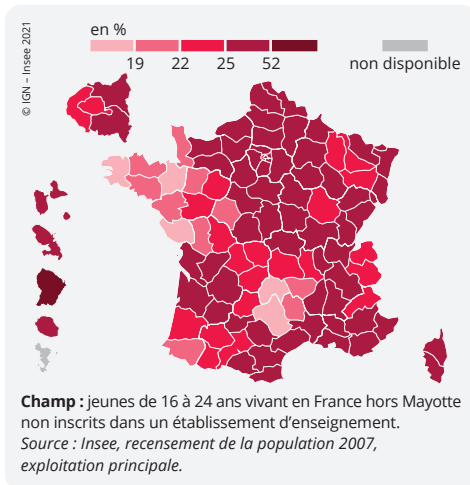 © IGN – Insee 2021
en %
19 22 25 52
non disponible
Champ : jeunes de 16 à 24 ans vivant en France hors Mayotte
non inscrits dans un établissement d’enseignement.
Source : Insee, recensement de la population 2007,
exploitation principale.